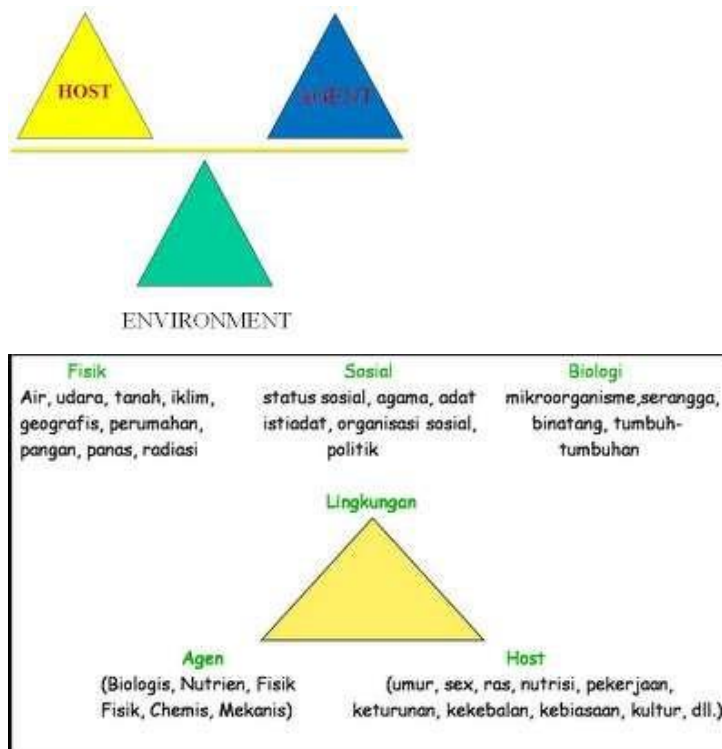 HOST
AGENT
ENVIRONMENT
Fisik
Air, udara, tanah, iklim,
geografis, perumahan,
pangan, panas, radiasi
Sosial
status sosial, agama, adat
istiadat, organisasi sosial,
politik
Biologi
mikroorganisme,serangga,
binatang, tumbuh-
tumbuhan
Lingkungan
Agen
(Biologis, Nutrien, Fisik
Fisik, Chemis, Mekanis)
Host
(umur, sex, ras, nutrisi, pekerjaan,
keturunan, kekebalan, kebiasaan, kultur, dll.)